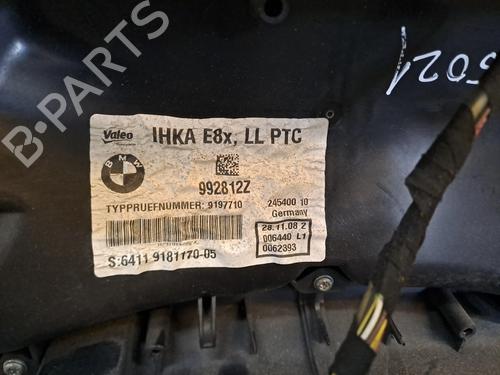 Valeo IHKA E8x, LL PTC
BMW
992812Z
TYPPRUEFNUMMER: 9197710
245400 10
Germany
28.11.08 2
006440 L1
0062393
S:6411 9181170-05
5021
B-PARTS